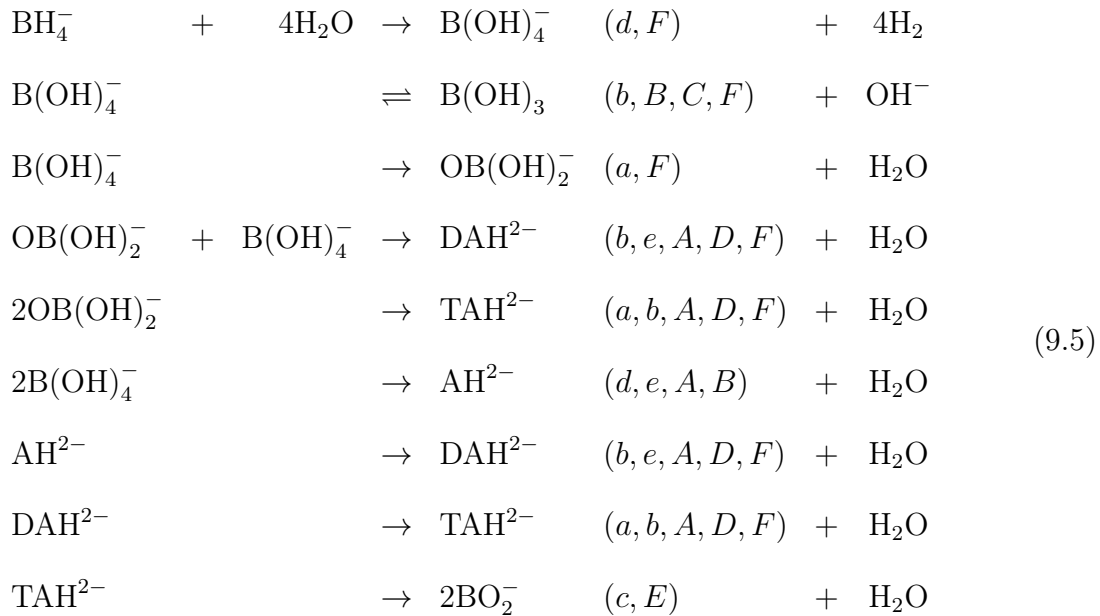 BH₄⁻ + 4H₂O → B(OH)₄⁻ (d, F) + 4H₂
B(OH)₄⁻ ⇌ B(OH)₃ (b, B, C, F) + OH⁻
B(OH)₄⁻ → OB(OH)₂⁻ (a, F) + H₂O
OB(OH)₂⁻ + B(OH)₄⁻ → DAH²⁻ (b, e, A, D, F) + H₂O
2OB(OH)₂⁻ → TAH²⁻ (a, b, A, D, F) + H₂O
(9.5)
2B(OH)₄⁻ → AH²⁻ (d, e, A, B) + H₂O
AH²⁻ → DAH²⁻ (b, e, A, D, F) + H₂O
DAH²⁻ → TAH²⁻ (a, b, A, D, F) + H₂O
TAH²⁻ → 2BO₂⁻ (c, E) + H₂O